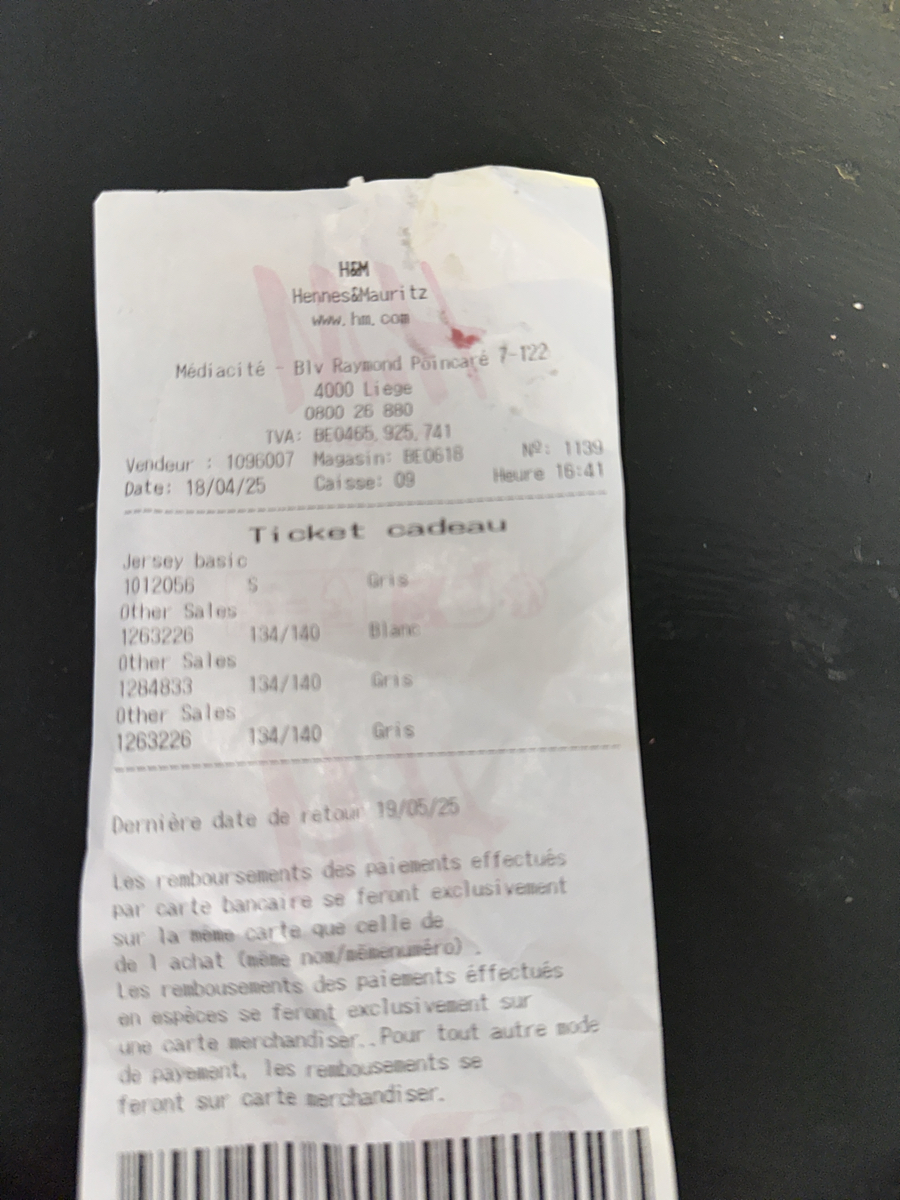 H&M
Hennes&Mauritz
www.hm.com
Médiacité - Blv Raymond Poincaré 7-122
4000 Liege
0800 26 880
TVA: BE0465.925.741
Vendeur : 1096007 Magasin: BE0618 Nº: 1139
Date: 18/04/25 Caisse: 09 Heure 16:41
Ticket cadeau
Jersey basic
1012056 S Gris
Other Sales
1263226 134/140 Blanc
Other Sales
1284833 134/140 Gris
Other Sales
1263226 134/140 Gris
Dernière date de retour 19/05/25
Les remboursements des paiements effectués
par carte bancaire se feront exclusivement
sur la même carte que celle de
de l achat (même nom/mêmenuméro) .
Les rembousements des paiements éffectués
en espèces se feront exclusivement sur
une carte merchandiser..Pour tout autre mode
de payement, les rembousements se
feront sur carte merchandiser.